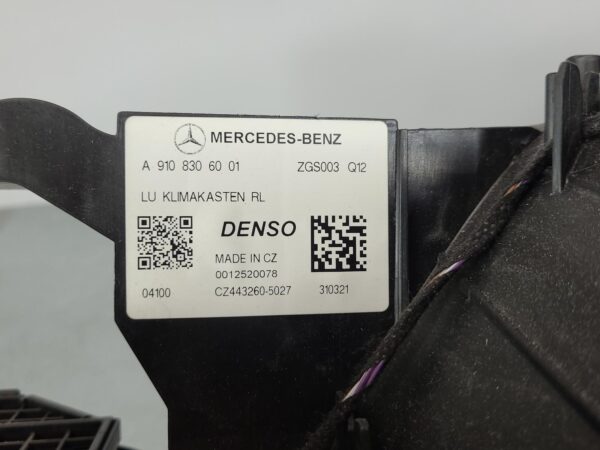 MERCEDES-BENZ
A 910 830 60 01 ZGS003 Q12
LU KLIMAKASTEN RL
DENSO
MADE IN CZ
0012520078
04100 CZ443260-5027 310321